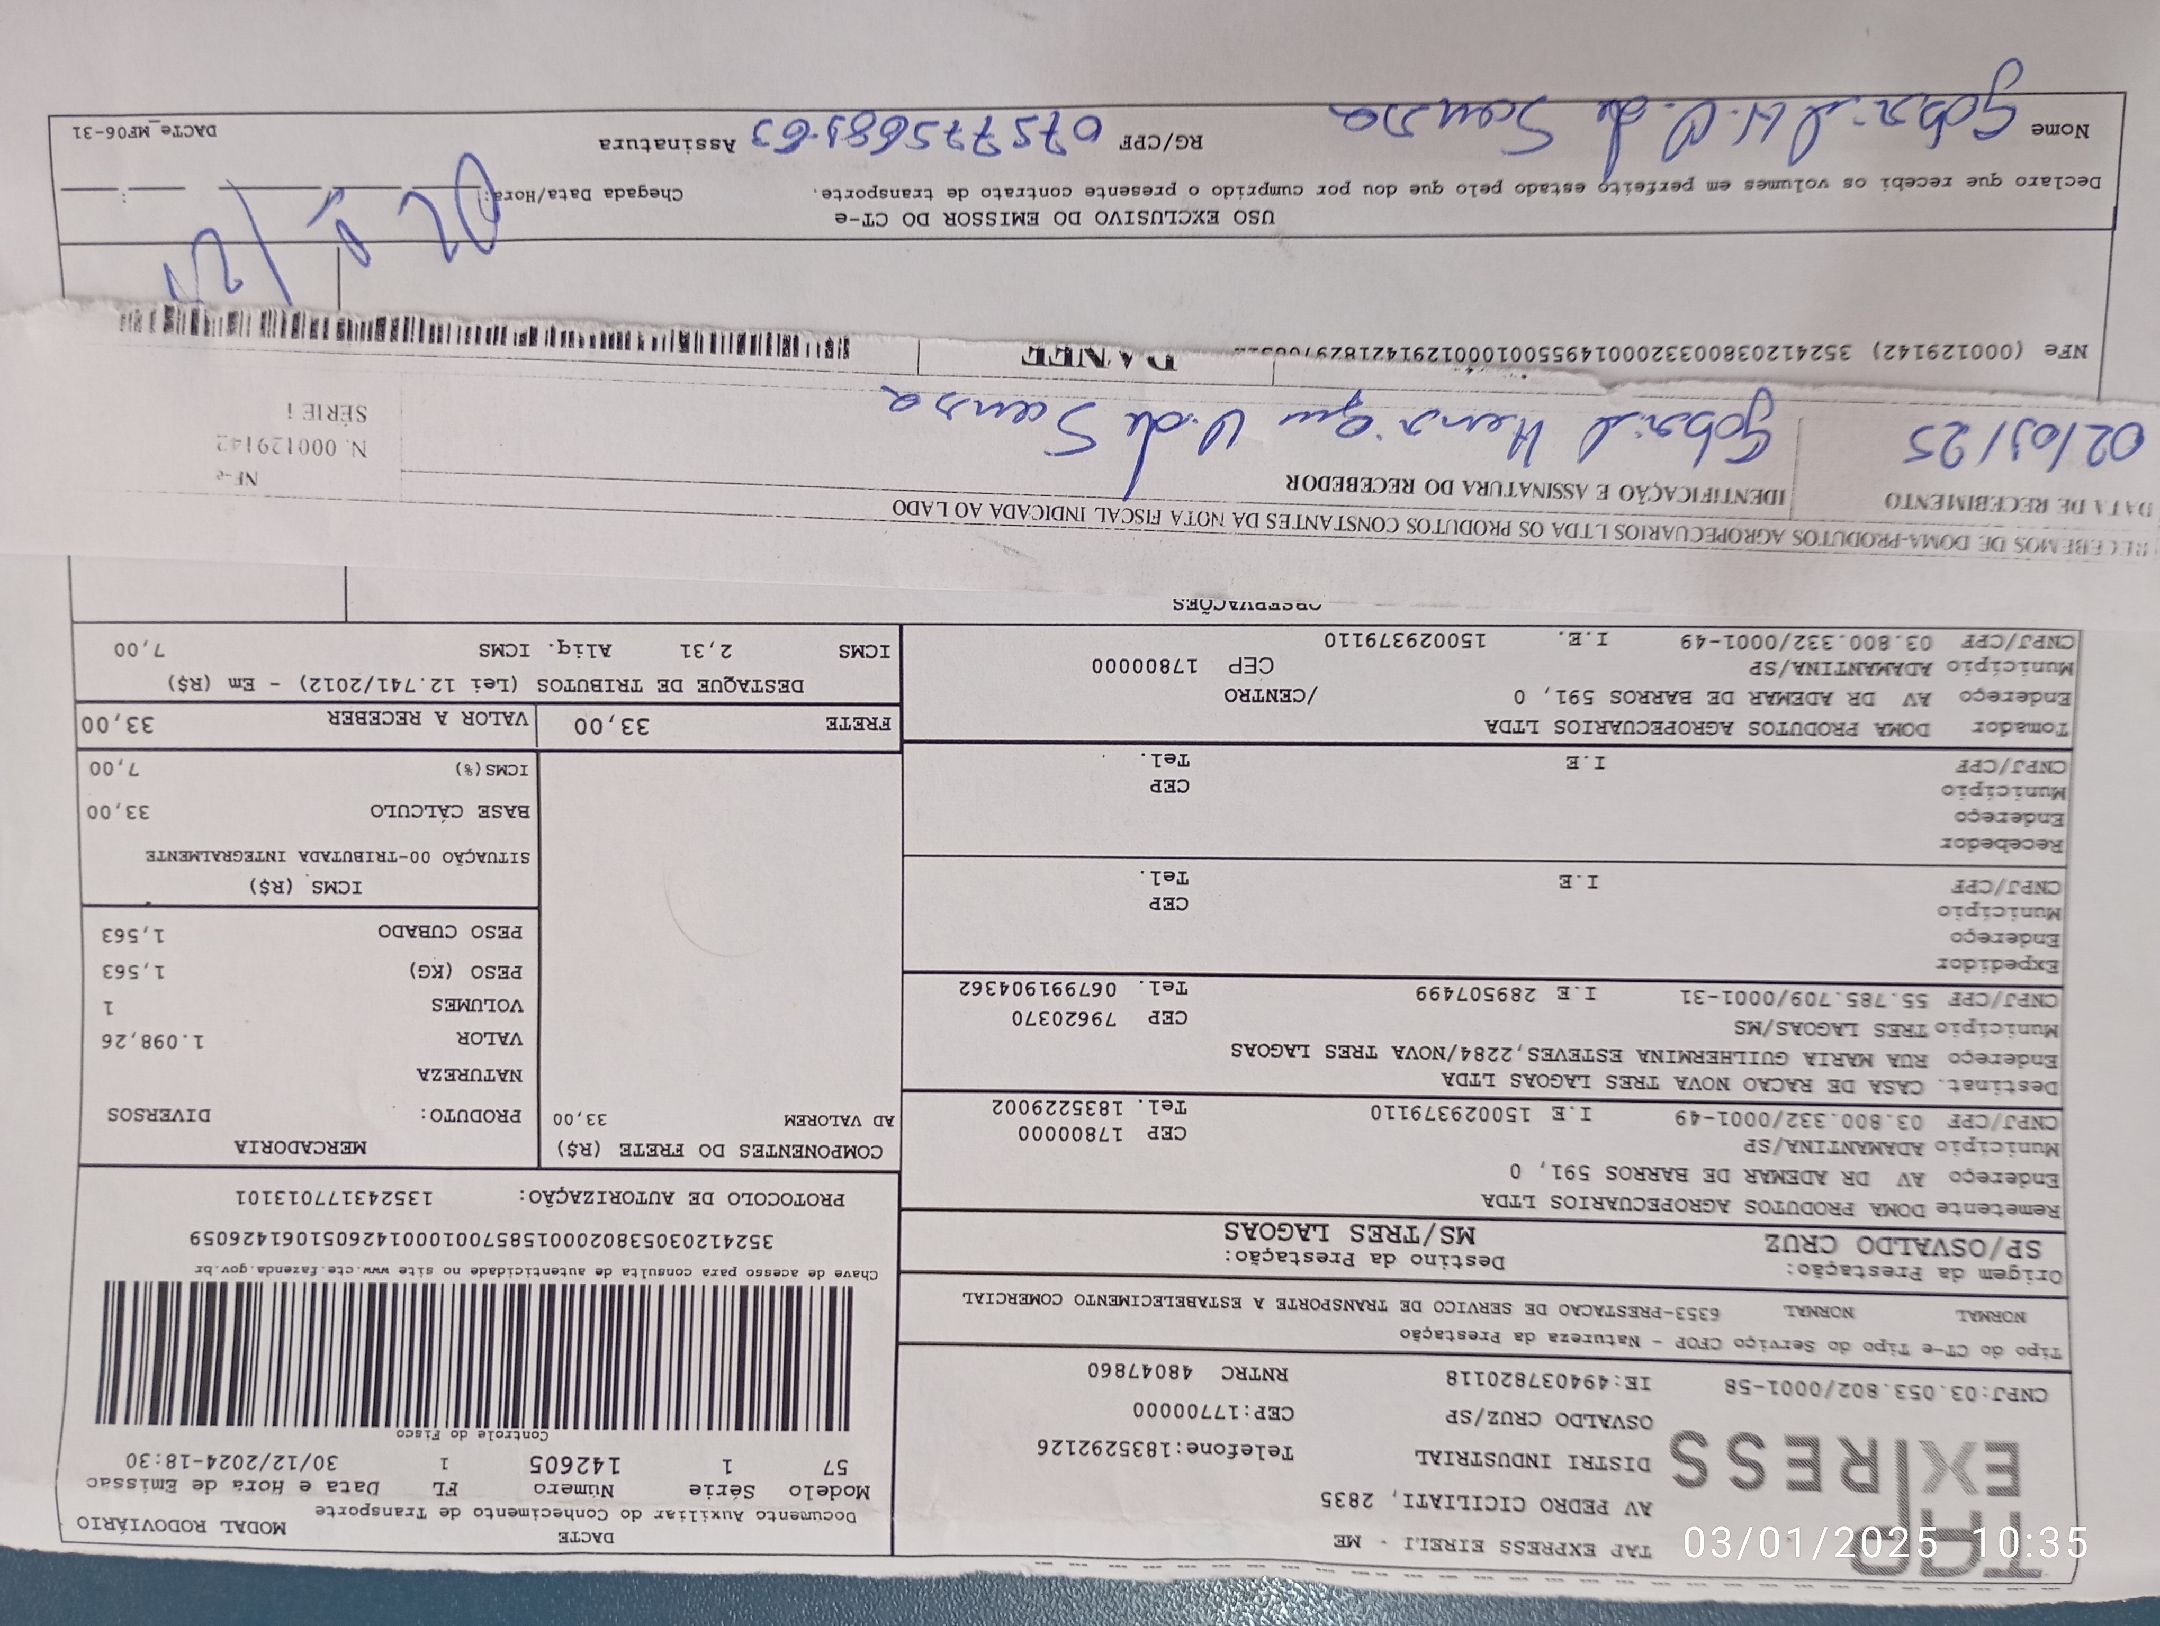 TAP
EXPRESS
TAP EXPRESS EIRELI - ME
AV PEDRO CICILIATI, 2835
DISTRI INDUSTRIAL Telefone:1835292126
OSVALDO CRUZ/SP CEP:17700000
CNPJ:03.053.802/0001-58 IE:494037820118 RNTRC 48047860
Tipo do CT-e Tipo do Serviço CFOP - Natureza da Prestação
NORMAL NORMAL 6353-PRESTACAO DE SERVICO DE TRANSPORTE A ESTABELECIMENTO COMERCIAL
Origem da Prestação: Destino da Prestação:
SP/OSVALDO CRUZ MS/TRES LAGOAS
DACTE MODAL RODOVIÁRIO
Documento Auxiliar do Conhecimento de Transporte
Modelo Série Número FL Data e Hora de Emissao
57 1 142605 1 30/12/2024-18:30
Controle do Fisco
Chave de acesso para consulta de autenticidade no site www.cte.fazenda.gov.br
35241203053802000158570010001426051061426059
PROTOCOLO DE AUTORIZAÇÃO: 135243177013101
Remetente DOMA PRODUTOS AGROPECUARIOS LTDA
Endereço AV DR ADEMAR DE BARROS 591, 0
Município ADAMANTINA/SP CEP 17800000
CNPJ/CPF 03.800.332/0001-49 I.E 150029379110 Tel. 1835229002
Destinat. CASA DE RACAO NOVA TRES LAGOAS LTDA
Endereço RUA MARIA GUILHERMINA ESTEVES,2284/NOVA TRES LAGOAS
Município TRES LAGOAS/MS CEP 79620370
CNPJ/CPF 55.785.709/0001-31 I.E 289507499 Tel. 067991904362
Expedidor
Endereço
Município CEP
CNPJ/CPF I.E Tel.
Recebedor
Endereço
Município CEP
CNPJ/CPF I.E Tel.
Tomador DOMA PRODUTOS AGROPECUARIOS LTDA
Endereço AV DR ADEMAR DE BARROS 591, 0 /CENTRO
Município ADAMANTINA/SP CEP 17800000
CNPJ/CPF 03.800.332/0001-49 I.E. 150029379110
COMPONENTES DO FRETE (R$)
AD VALOREM 33,00
MERCADORIA
PRODUTO: DIVERSOS
NATUREZA
VALOR 1.098,26
VOLUMES 1
PESO (KG) 1,563
PESO CUBADO 1,563
ICMS (R$)
SITUAÇÃO 00-TRIBUTADA INTEGRALMENTE
BASE CÁLCULO 33,00
ICMS(%) 7,00
FRETE 33,00 VALOR A RECEBER 33,00
DESTAQUE DE TRIBUTOS (Lei 12.741/2012) - Em (R$)
ICMS 2,31 Aliq. ICMS 7,00
OBSERVAÇÕES
RECEBEMOS DE DOMA-PRODUTOS AGROPECUARIOS LTDA OS PRODUTOS CONSTANTES DA NOTA FISCAL INDICADA AO LADO
DATA DE RECEBIMENTO IDENTIFICAÇÃO E ASSINATURA DO RECEBEDOR
02/01/25 Gabriel Henrique V. de Sousa
NF-e
N. 000129142
SÉRIE 1
DANFE
NFe (000129142) 3524120380033200014955001000129142182970
USO EXCLUSIVO DO EMISSOR DO CT-e
Declaro que recebi os volumes em perfeito estado pelo que dou por cumprido o presente contrato de transporte. Chegada Data/Hora:
Nome Gabriel H. V. de Sousa RG/CPF Assinatura
DACTe_MF06-31
03/01/2025 10:35